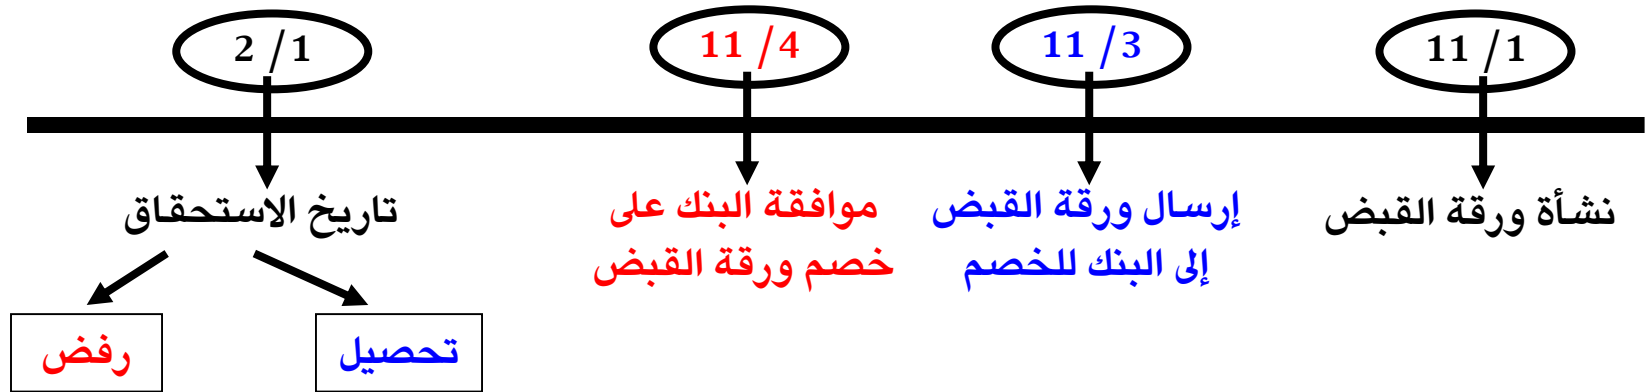 11 /1
11 /3
11 /4
2 /1
نشأة ورقة القبض
إرسال ورقة القبض
إلى البنك للخصم
موافقة البنك على
خصم ورقة القبض
تاريخ الاستحقاق
تحصيل
رفض